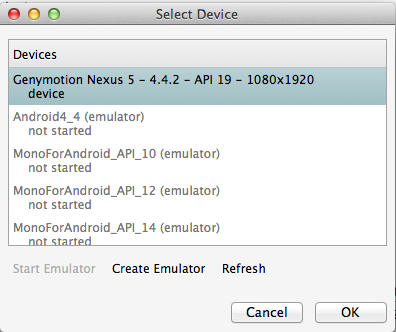 Select Device
Devices
Genymotion Nexus 5 – 4.4.2 – API 19 – 1080x1920
device
Android4_4 (emulator)
not started
MonoForAndroid_API_10 (emulator)
not started
MonoForAndroid_API_12 (emulator)
not started
MonoForAndroid_API_14 (emulator)
not started
Start Emulator Create Emulator Refresh
Cancel OK